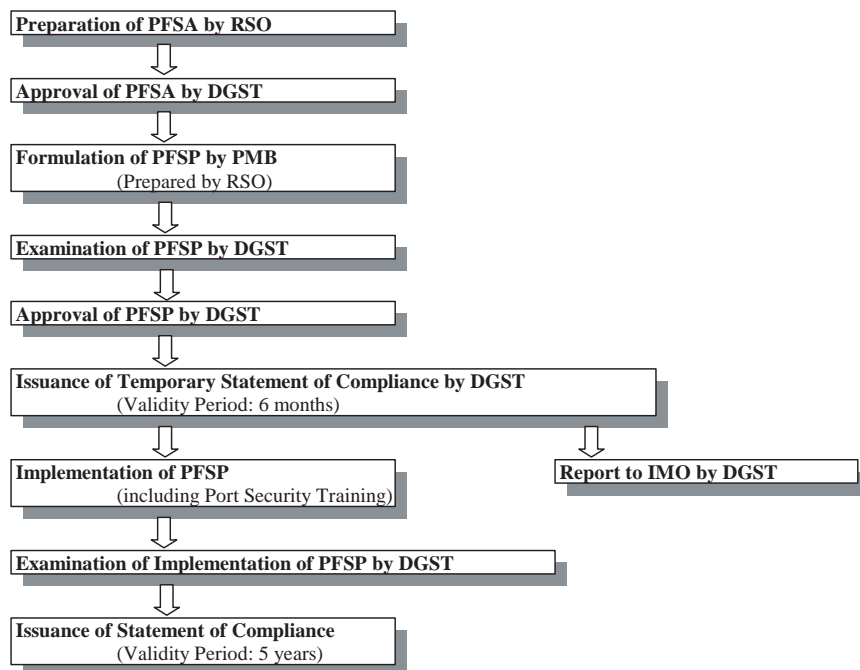 Preparation of PFSA by RSO
Approval of PFSA by DGST
Formulation of PFSP by PMB
(Prepared by RSO)
Examination of PFSP by DGST
Approval of PFSP by DGST
Issuance of Temporary Statement of Compliance by DGST
(Validity Period: 6 months)
Implementation of PFSP
(including Port Security Training)
Report to IMO by DGST
Examination of Implementation of PFSP by DGST
Issuance of Statement of Compliance
(Validity Period: 5 years)